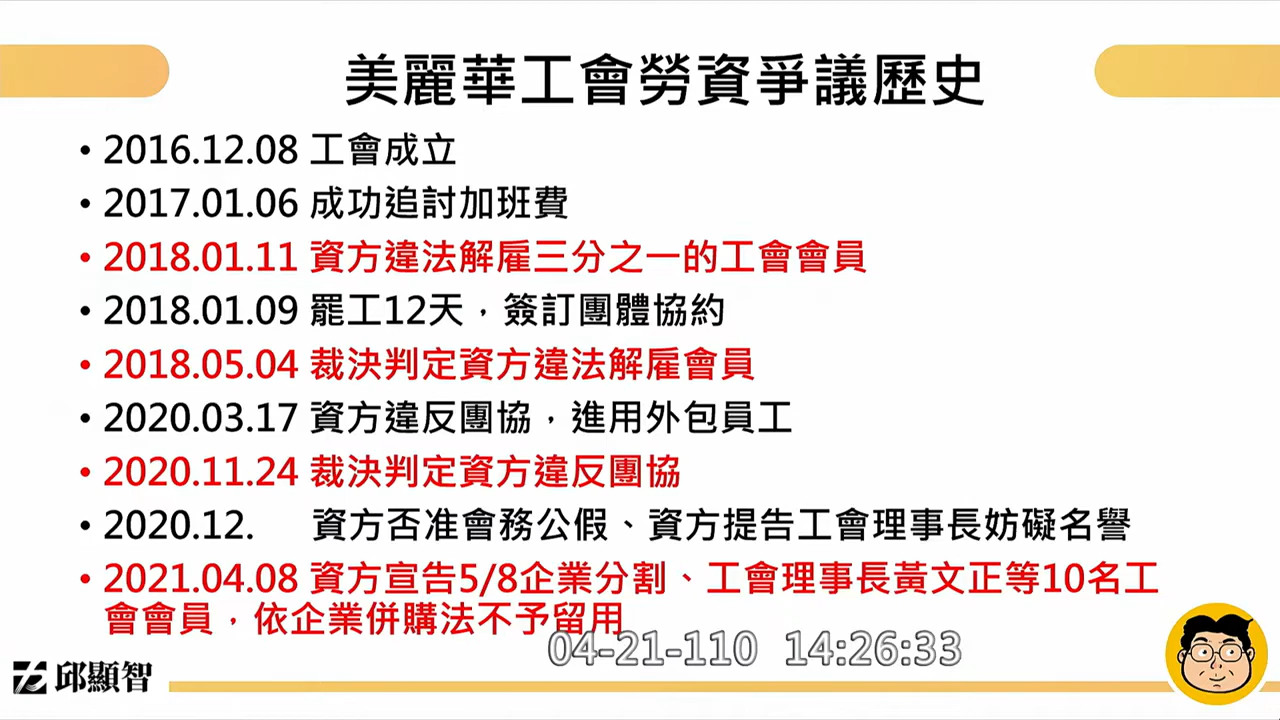 美麗華工會勞資爭議歷史
• 2016.12.08 工會成立
• 2017.01.06 成功追討加班費
• 2018.01.11 資方違法解雇三分之一的工會會員
• 2018.01.09 罷工12天，簽訂團體協約
• 2018.05.04 裁決判定資方違法解雇會員
• 2020.03.17 資方違反團協，進用外包員工
• 2020.11.24 裁決判定資方違反團協
• 2020.12. 資方否准會務公假、資方提告工會理事長妨礙名譽
• 2021.04.08 資方宣告5/8企業分割、工會理事長黃文正等10名工
會會員，依企業併購法不予留用
04-21-110 14:26:33
邱顯智